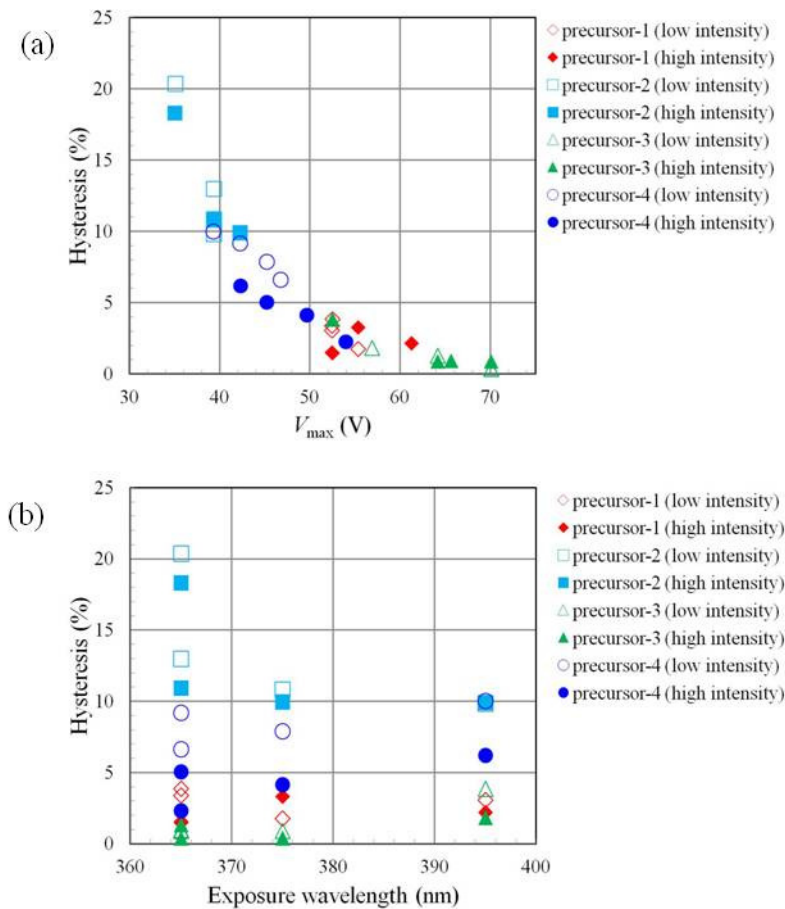 (a)
25
20
15
10
5
0
Hysteresis (%)
30 40 50 60 70
Vmax (V)
precursor-1 (low intensity)
precursor-1 (high intensity)
precursor-2 (low intensity)
precursor-2 (high intensity)
precursor-3 (low intensity)
precursor-3 (high intensity)
precursor-4 (low intensity)
precursor-4 (high intensity)
(b)
25
20
15
10
5
0
Hysteresis (%)
360 370 380 390 400
Exposure wavelength (nm)
precursor-1 (low intensity)
precursor-1 (high intensity)
precursor-2 (low intensity)
precursor-2 (high intensity)
precursor-3 (low intensity)
precursor-3 (high intensity)
precursor-4 (low intensity)
precursor-4 (high intensity)